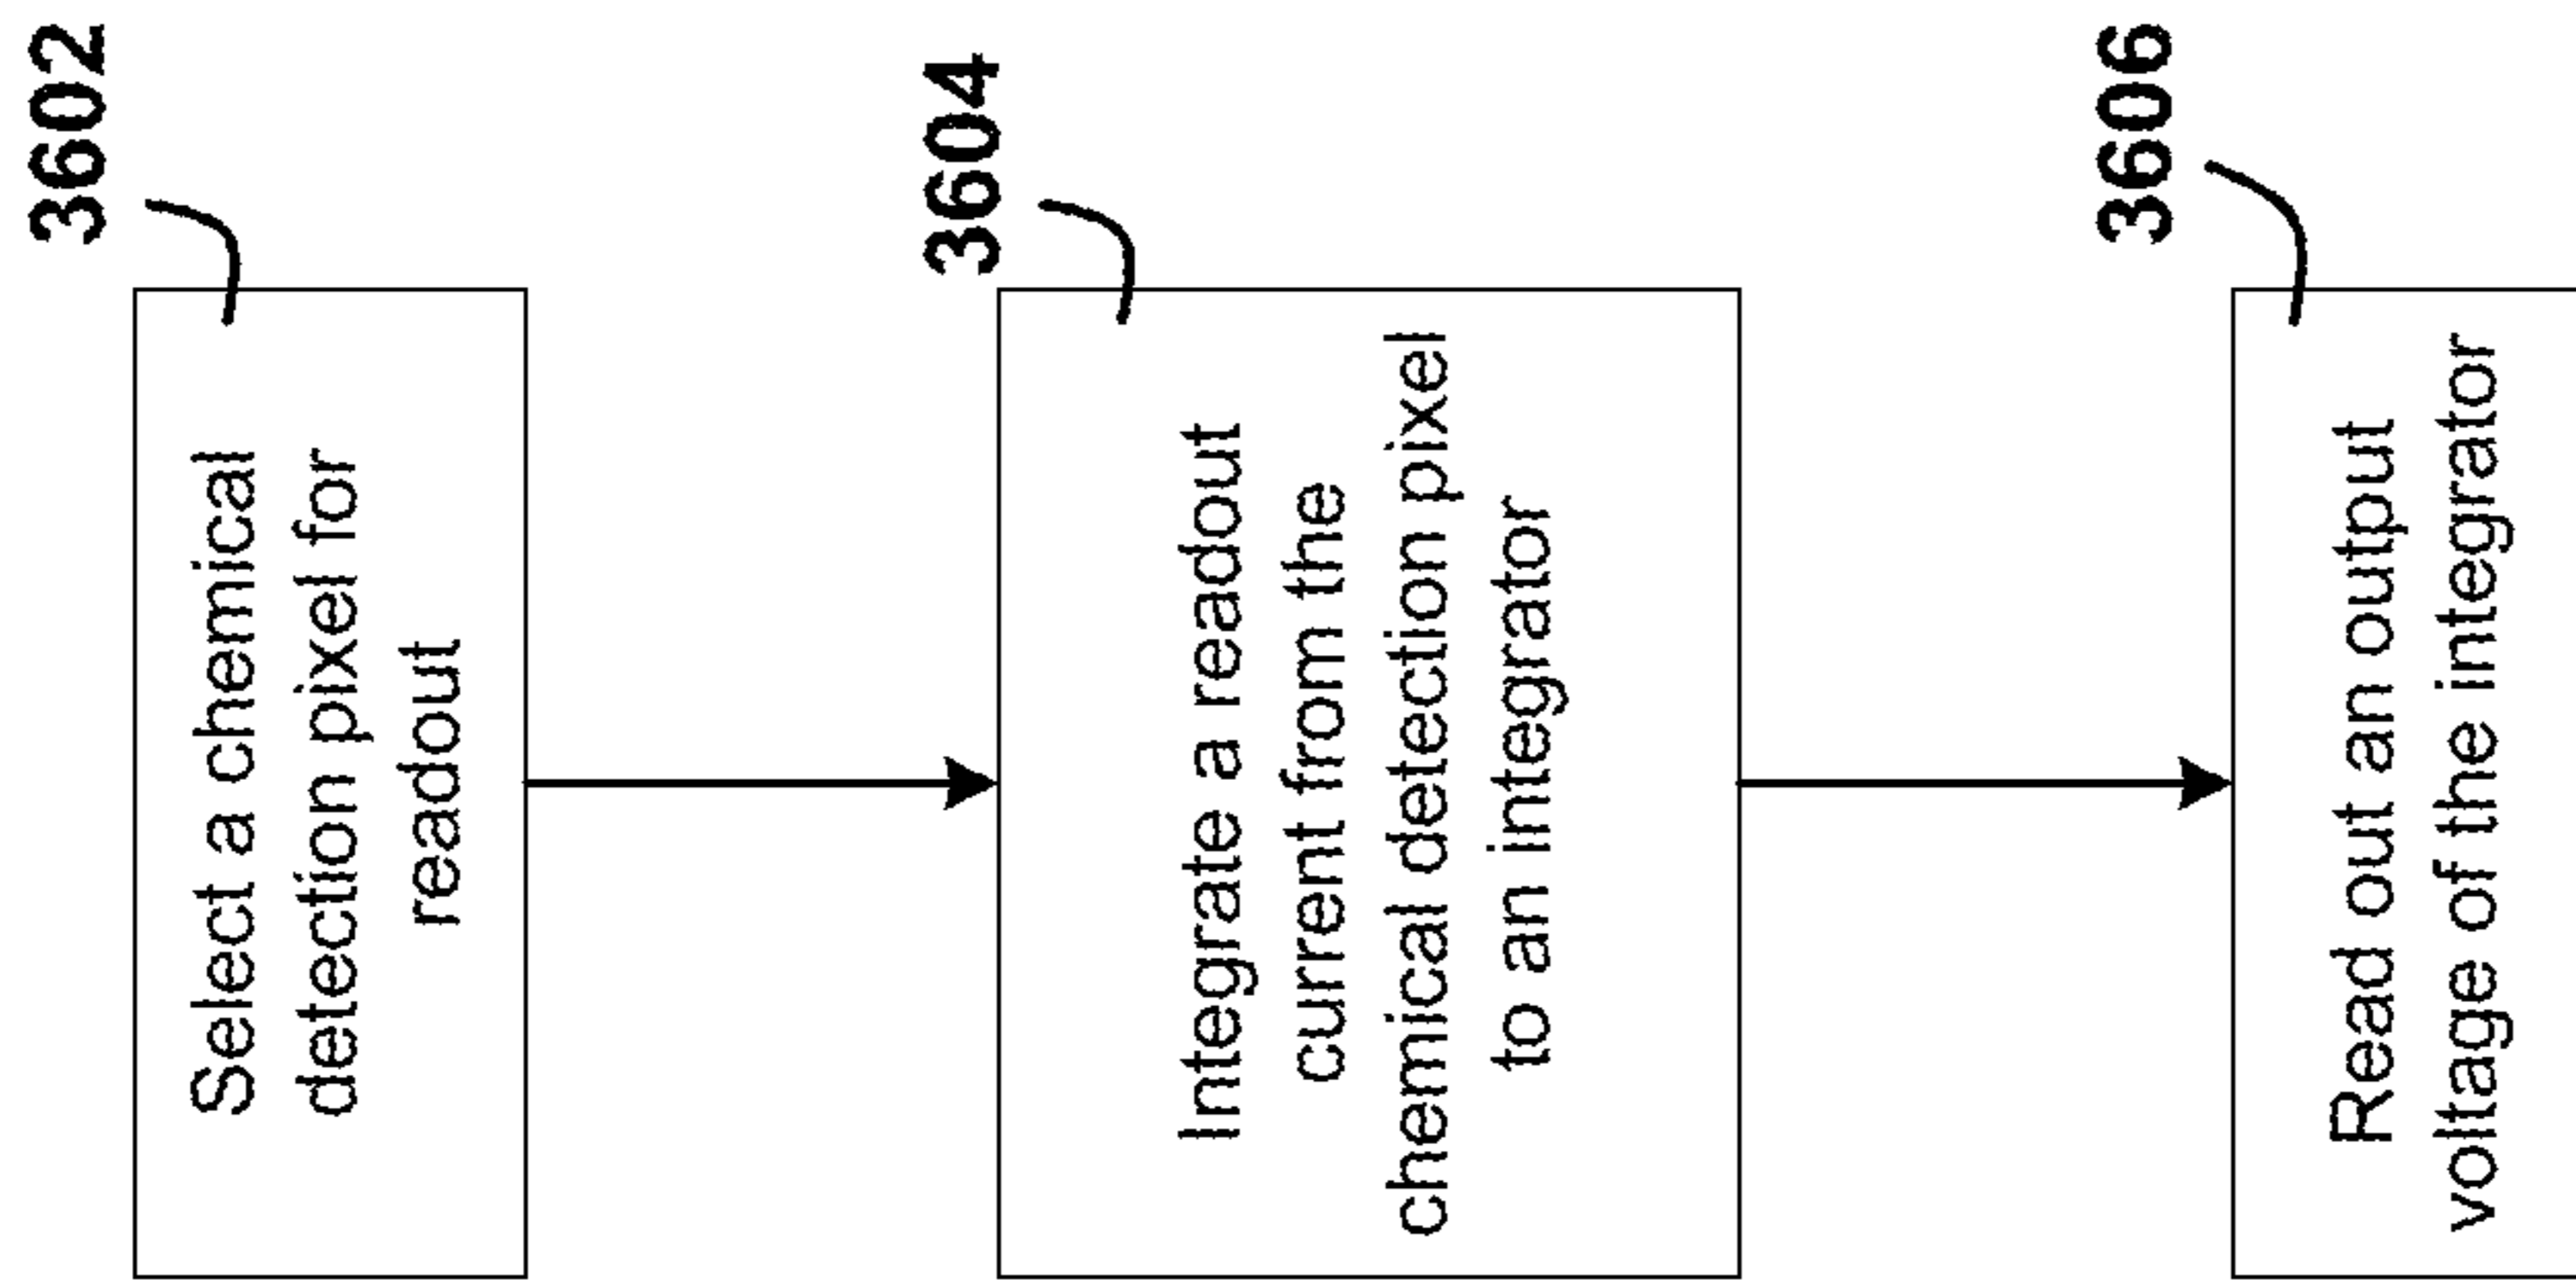 3602
Select a chemical
detection pixel for
readout
3604
Integrate a readout
current from the
chemical detection pixel
to an integrator
3606
Read out an output
voltage of the integrator